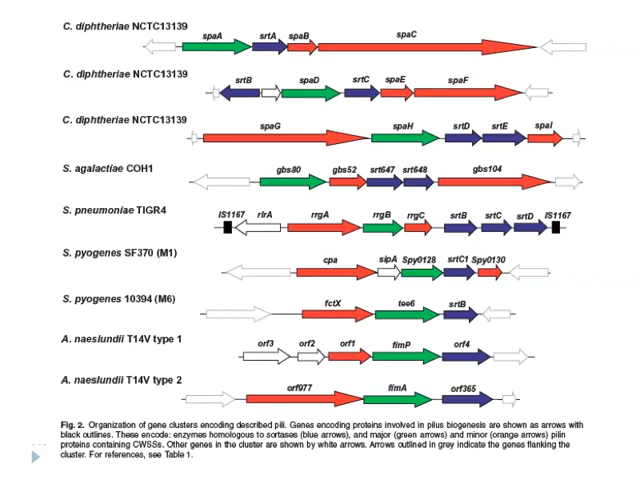 C. diphtheriae NCTC13139
spaA srtA spaB spaC
C. diphtheriae NCTC13139
srtB spaD srtC spaE spaF
C. diphtheriae NCTC13139
spaG spaH srtD srtE spaI
S. agalactiae COH1
gbs80 gbs52 srt647 srt648 gbs104
S. pneumoniae TIGR4
IS1167 rlrA rrgA rrgB rrgC srtB srtC srtD IS1167
S. pyogenes SF370 (M1)
cpa sipA Spy0128 srtC1 Spy0130
S. pyogenes 10394 (M6)
fctX tee6 srtB
A. naeslundii T14V type 1
orf3 orf2 orf1 fimP orf4
A. naeslundii T14V type 2
orf977 fimA orf365
Fig. 2. Organization of gene clusters encoding described pili. Genes encoding proteins involved in pilus biogenesis are shown as arrows with
black outlines. These encode: enzymes homologous to sortases (blue arrows), and major (green arrows) and minor (orange arrows) pilin
proteins containing CWSSs. Other genes in the cluster are shown by white arrows. Arrows outlined in grey indicate the genes flanking the
cluster. For references, see Table 1.